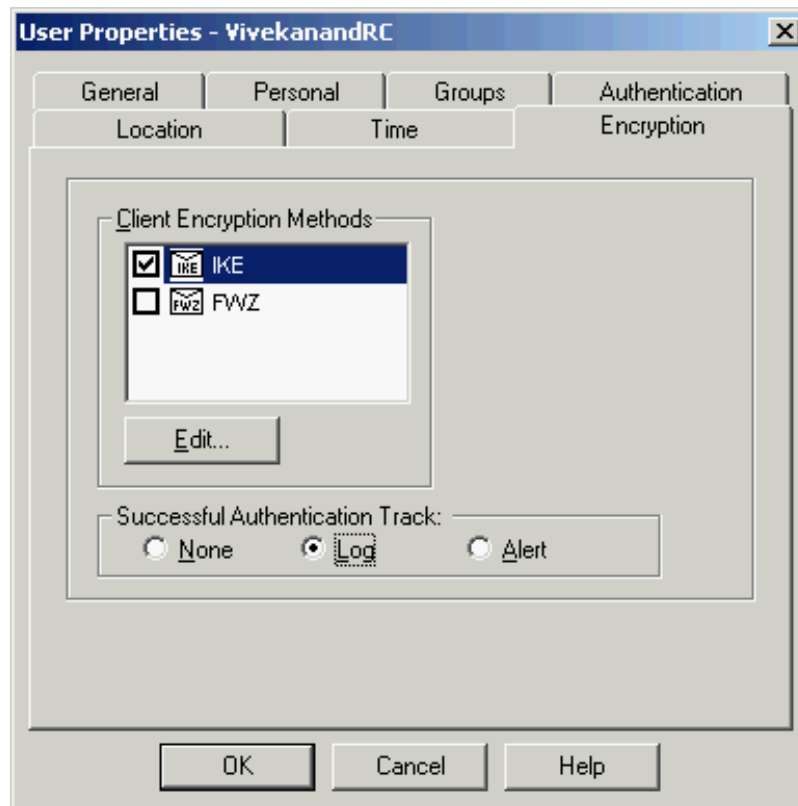 User Properties - VivekanandRC
General Personal Groups Authentication
Location Time Encryption
Client Encryption Methods
IKE IKE
FWZ FWZ
Edit...
Successful Authentication Track:
None Log Alert
OK Cancel Help